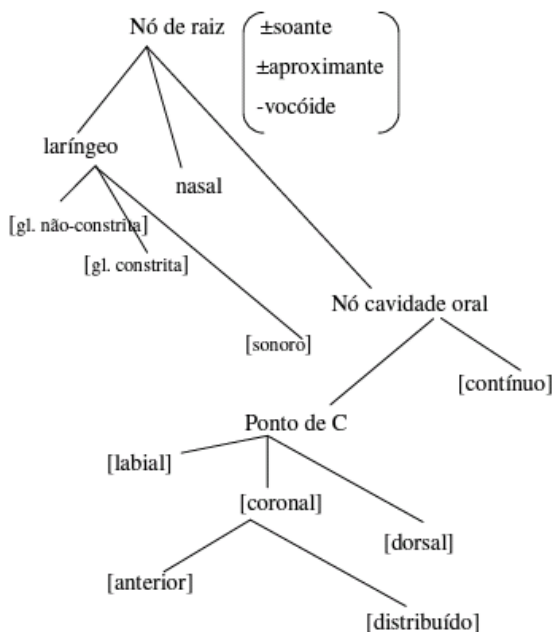 Nó de raiz
±soante
±aproximante
-vocóide
laríngeo
nasal
[gl. não-constrita]
[gl. constrita]
Nó cavidade oral
[sonoro]
[contínuo]
Ponto de C
[labial]
[coronal]
[dorsal]
[anterior]
[distribuído]